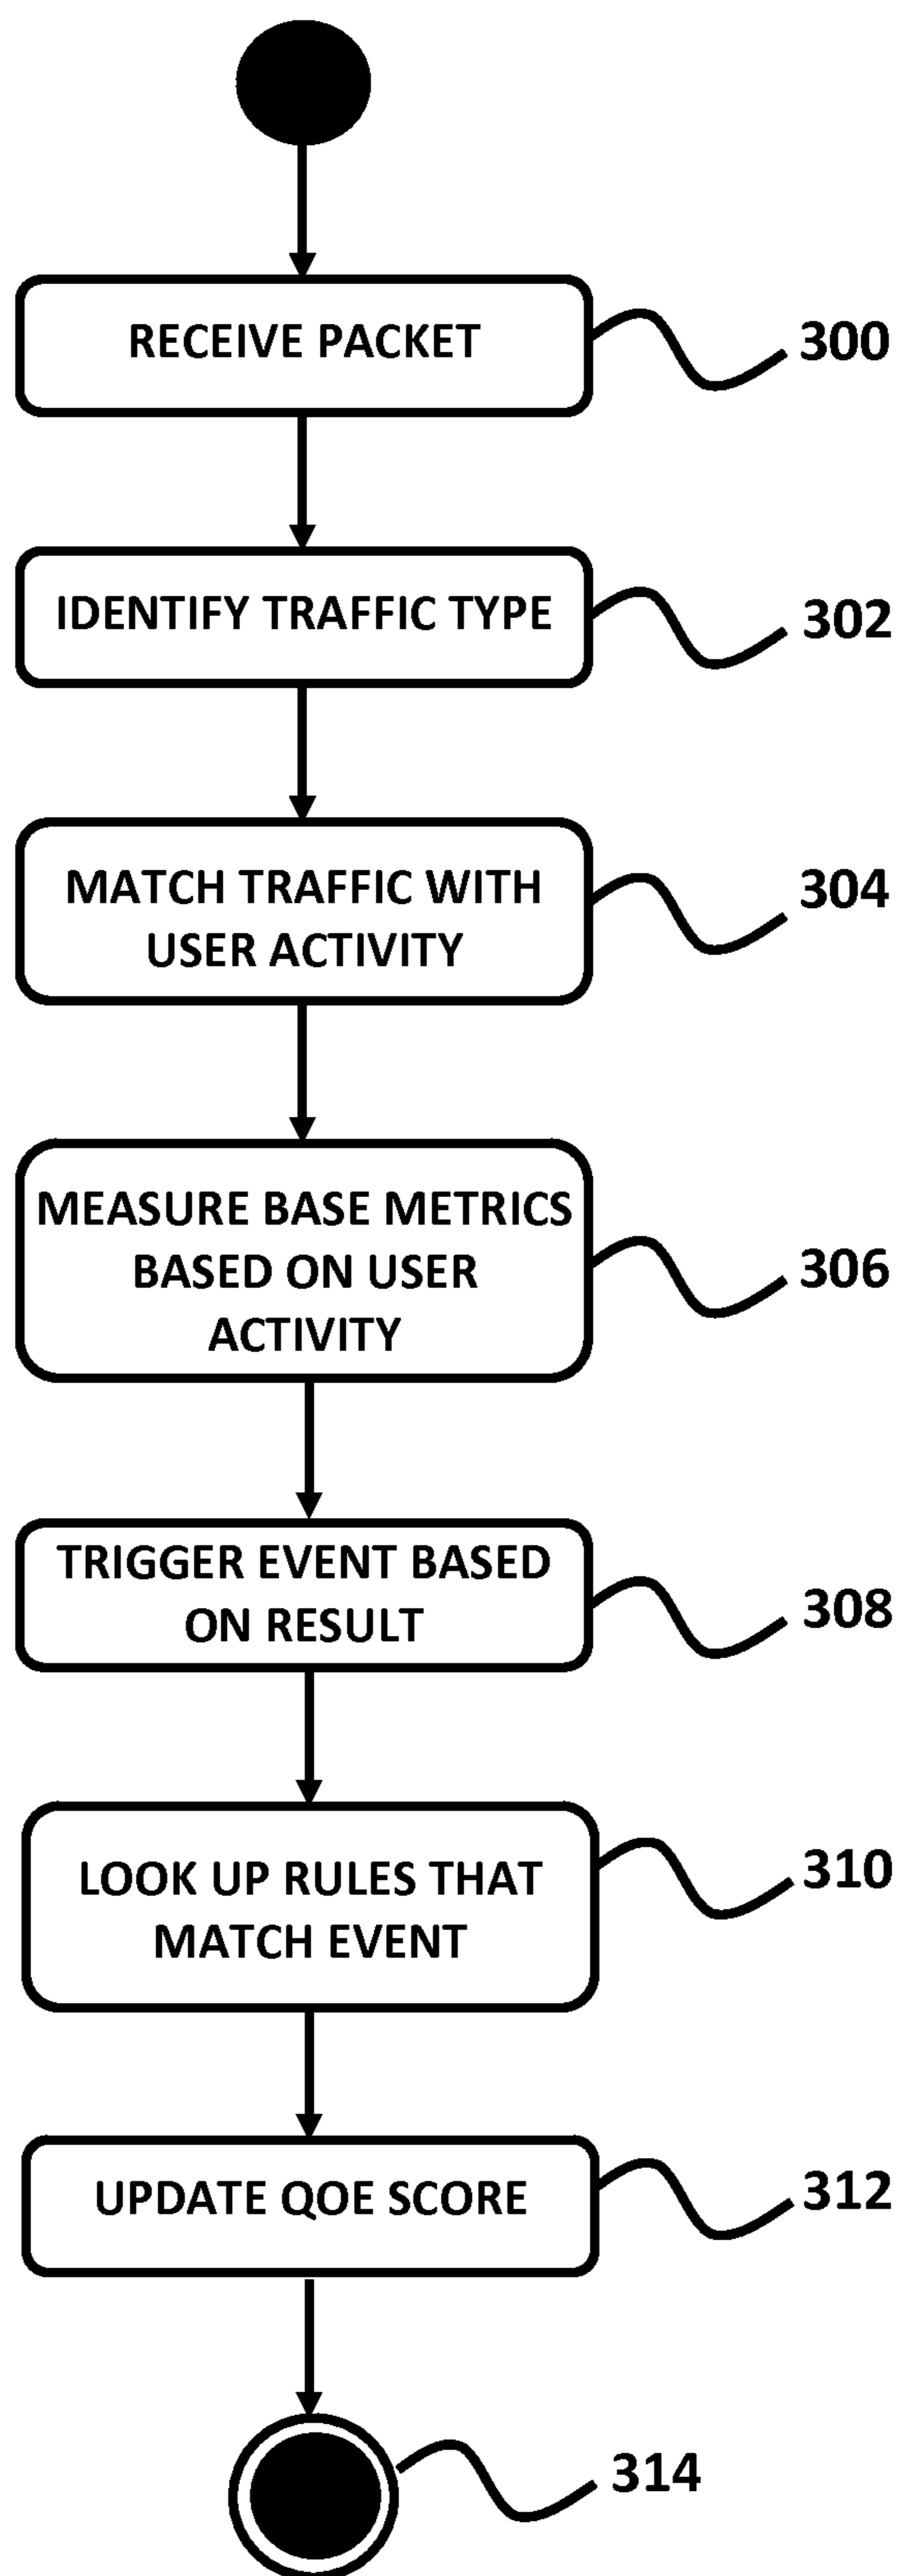 RECEIVE PACKET
300
IDENTIFY TRAFFIC TYPE
302
MATCH TRAFFIC WITH
USER ACTIVITY
304
MEASURE BASE METRICS
BASED ON USER
ACTIVITY
306
TRIGGER EVENT BASED
ON RESULT
308
LOOK UP RULES THAT
MATCH EVENT
310
UPDATE QOE SCORE
312
314